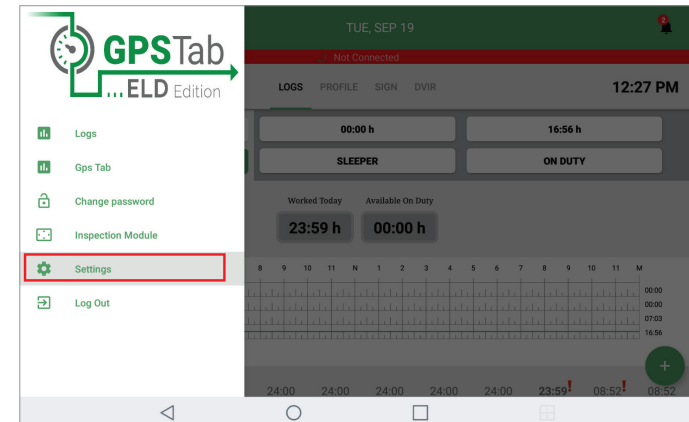 GPSTab
...ELD Edition
Logs
Gps Tab
Change password
Inspection Module
Settings
Log Out
TUE, SEP 19
2
Not Connected
LOGS PROFILE SIGN DVIR 12:27 PM
00:00 h 16:56 h
SLEEPER ON DUTY
Worked Today Available On Duty
23:59 h 00:00 h
8 9 10 11 N 1 2 3 4 5 6 7 8 9 10 11 M
00:00
00:00
07:03
16:56
+
24:00 24:00 24:00 24:00 24:00 23:59! 08:52! 08:52